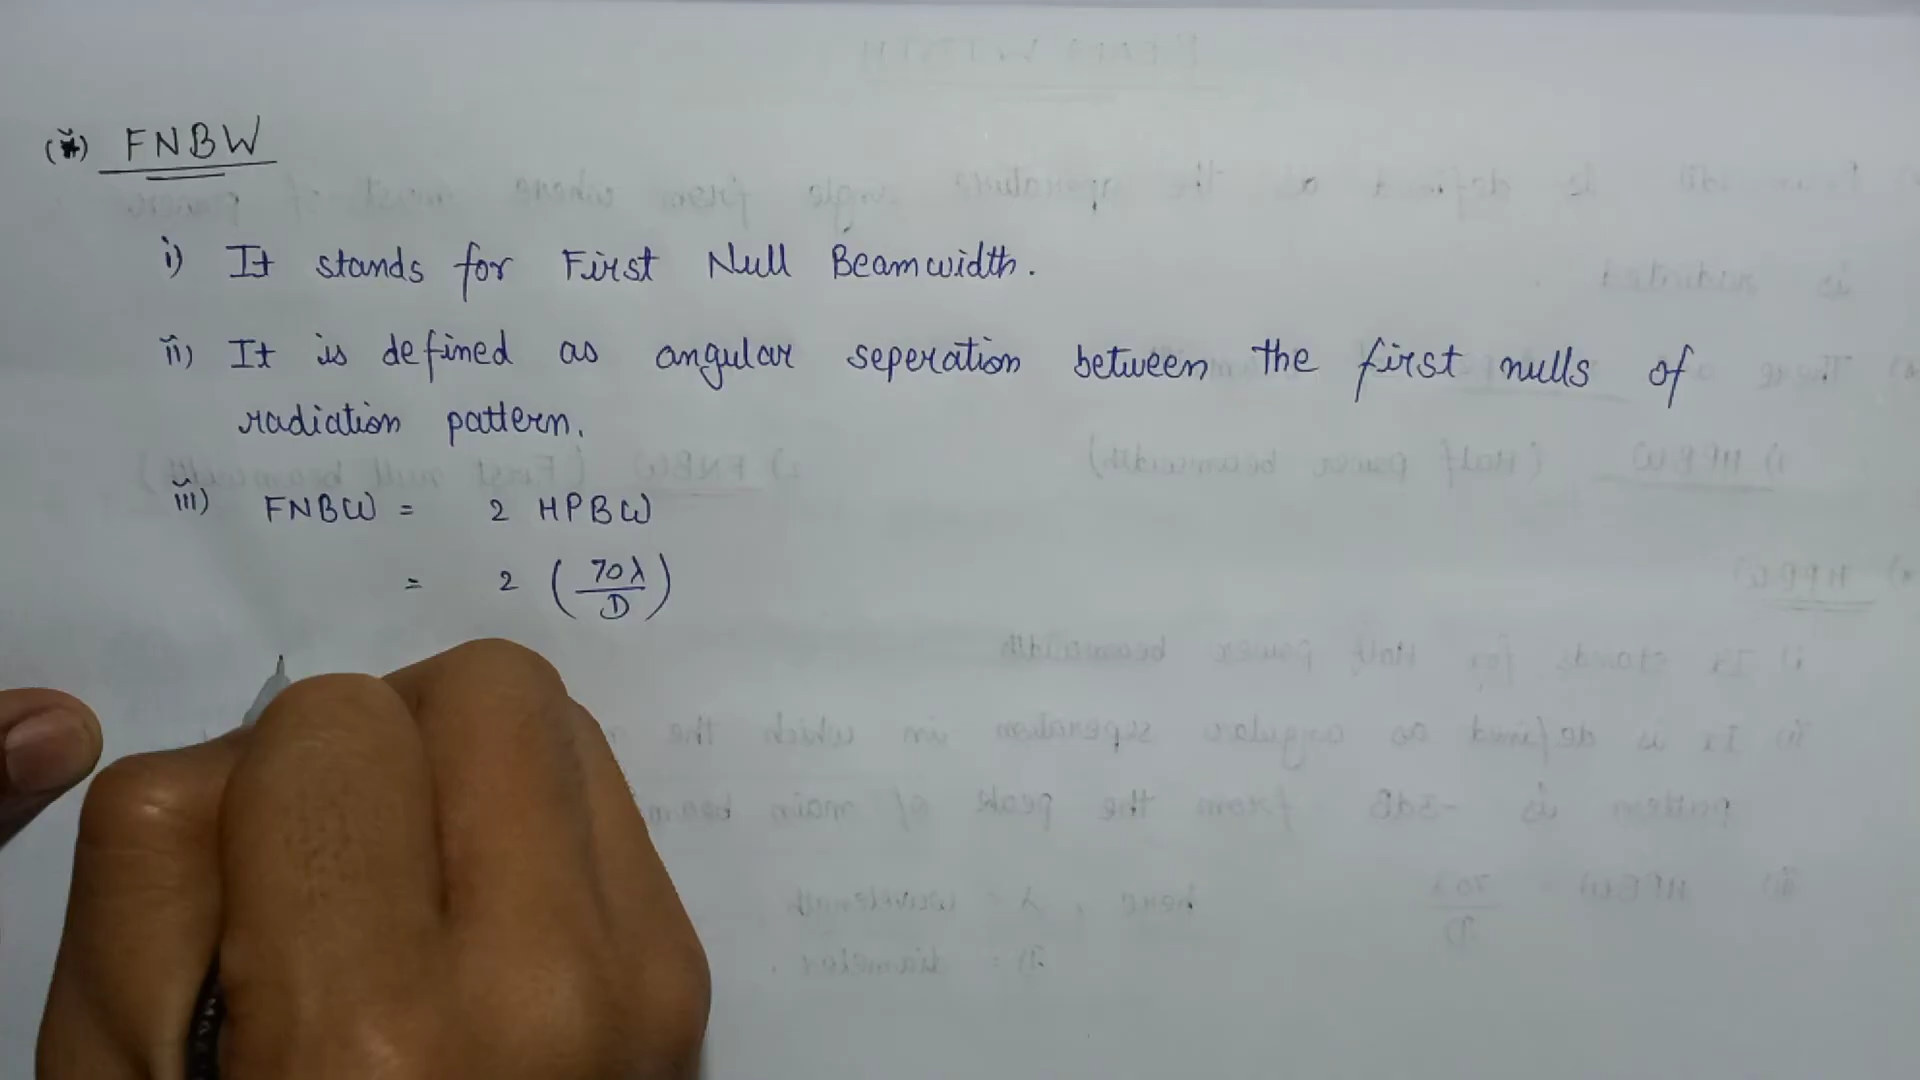 FNBW
i) It stands for First Null Beamwidth.
ii) It is defined as angular seperation between the first nulls of
radiation pattern.
iii) FNBW = 2 HPBW
= 2 (70λ/D)